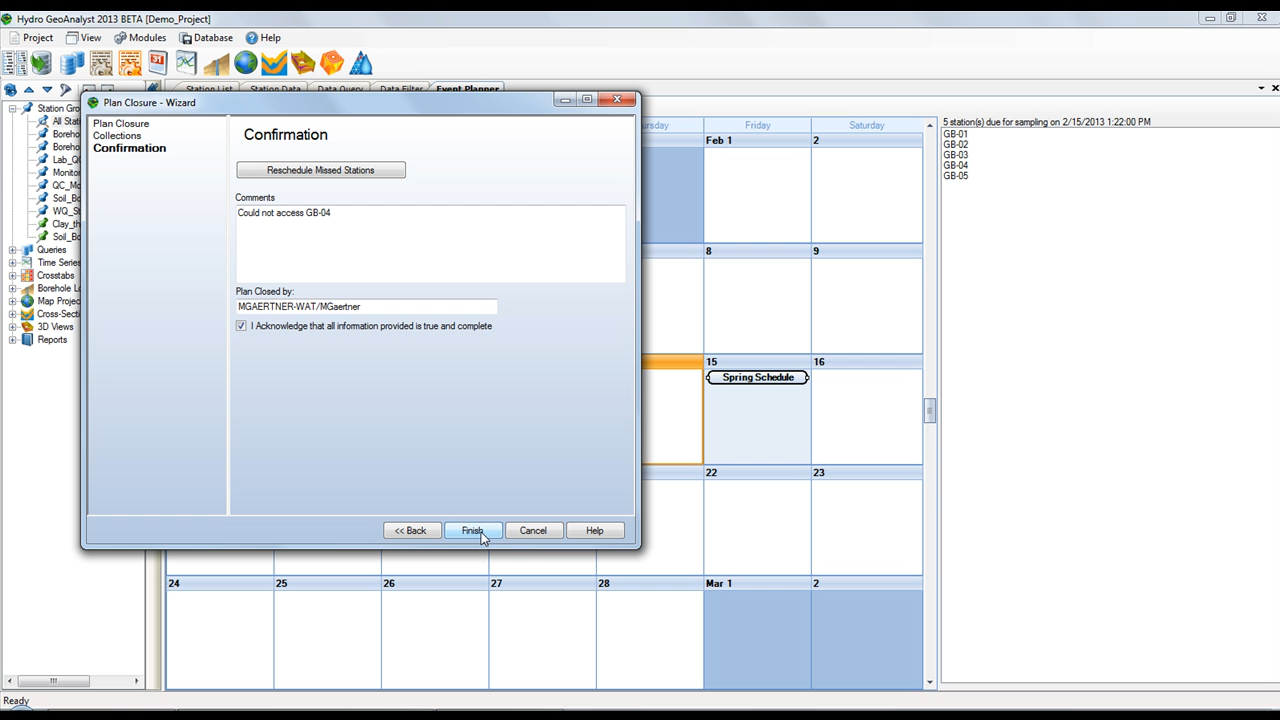 Hydro GeoAnalyst 2013 BETA [Demo_Project]
Project View Modules Database Help
Station List Station Data Data Query Data Filter Event Planner
Station Gro
All Stati
Boreho
Boreho
Lab_QC
Monitor
QC_Mo
Soil_Bo
WQ_St
Clay_th
Soil_Bo
Queries
Time Series
Crosstabs
Borehole Lo
Map Projec
Cross-Secti
3D Views
Reports
Plan Closure - Wizard
Plan Closure
Collections
Confirmation
Confirmation
Reschedule Missed Stations
Comments
Could not access GB-04
Plan Closed by:
MGAERTNER-WAT/MGaertner
I Acknowledge that all information provided is true and complete
<< Back Finish Cancel Help
ursday Friday Saturday
Feb 1 2
8 9
15 16
Spring Schedule
22 23
24 25 26 27 28 Mar 1 2
5 station(s) due for sampling on 2/15/2013 1:22:00 PM
GB-01
GB-02
GB-03
GB-04
GB-05
Ready